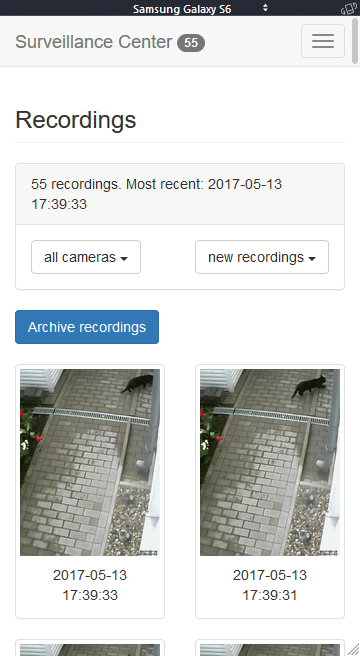 Samsung Galaxy S6
Surveillance Center 55
Recordings
55 recordings. Most recent: 2017-05-13
17:39:33
all cameras
new recordings
Archive recordings
2017-05-13
17:39:33
2017-05-13
17:39:31